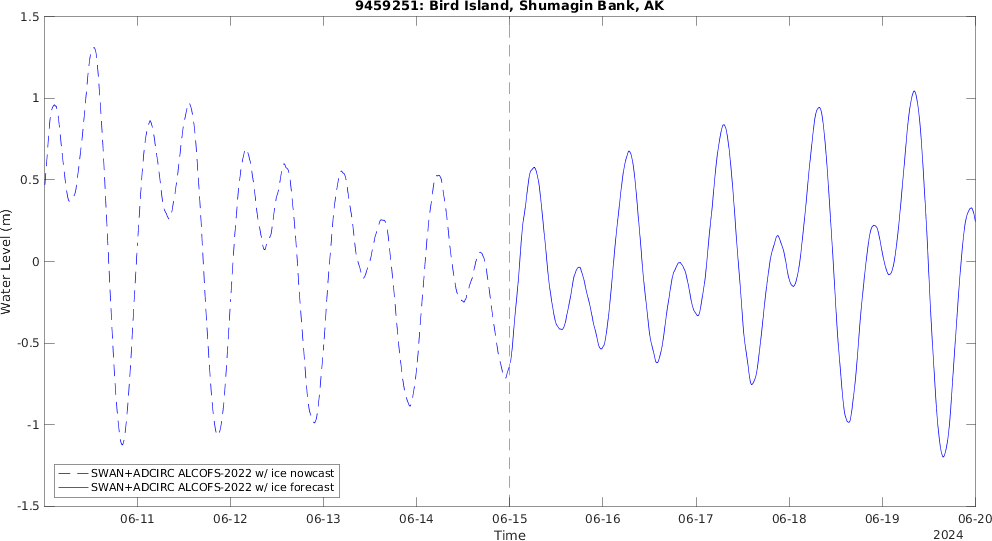 9459251: Bird Island, Shumagin Bank, AK
1.5
1
0.5
0
-0.5
-1
-1.5
Water Level (m)
SWAN+ADCIRC ALCOFS-2022 w/ ice nowcast
SWAN+ADCIRC ALCOFS-2022 w/ ice forecast
06-11 06-12 06-13 06-14 06-15 06-16 06-17 06-18 06-19 06-20
Time
2024